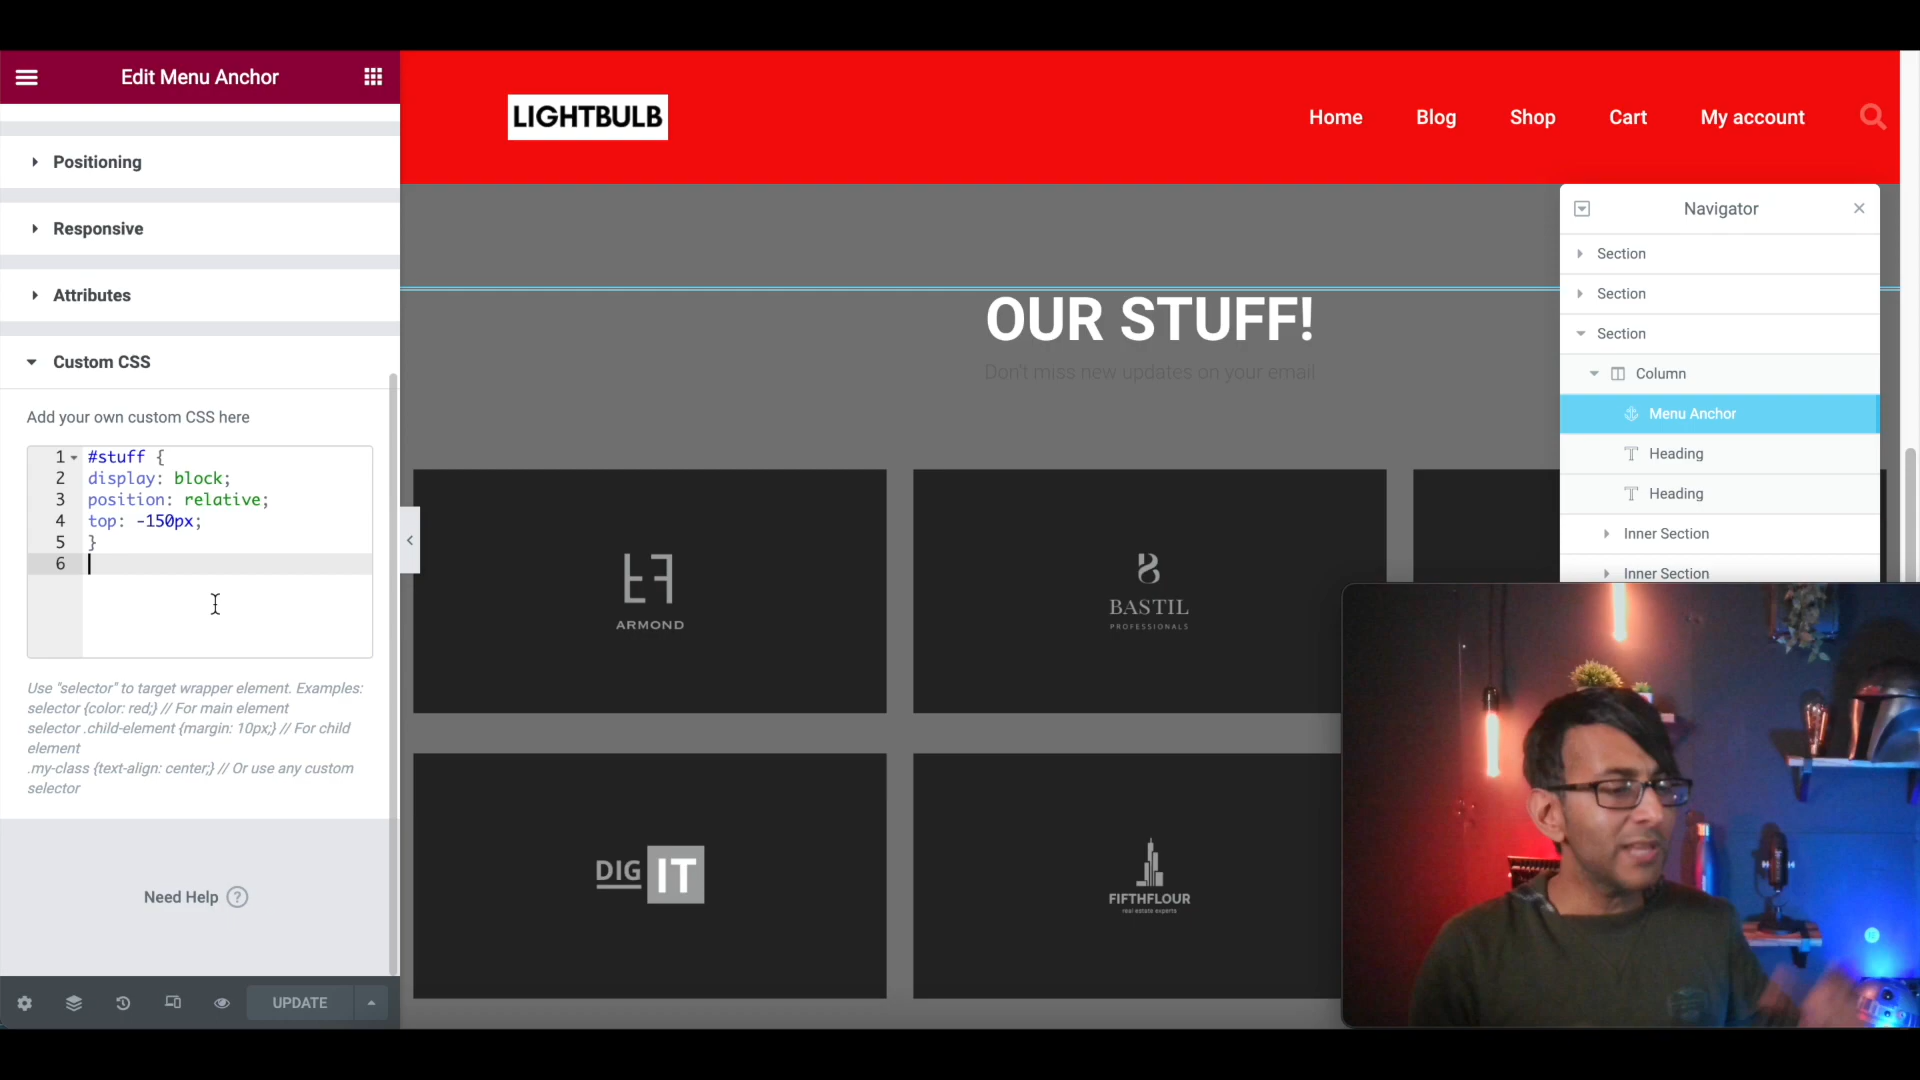 Edit Menu Anchor
Positioning
Responsive
Attributes
Custom CSS
Add your own custom CSS here
1 #stuff {
2 display: block;
3 position: relative;
4 top: -150px;
5 }
6
Use "selector" to target wrapper element. Examples:
selector {color: red;} // For main element
selector .child-element {margin: 10px;} // For child
element
.my-class {text-align: center;} // Or use any custom
selector
Need Help ?
UPDATE
LIGHTBULB
Home Blog Shop Cart My account
OUR STUFF!
Don't miss new updates on your email
ARMOND
BASTIL
PROFESSIONALS
DIG IT
FIFTHFLOUR
real estate experts
Navigator
Section
Section
Section
Column
Menu Anchor
Heading
Heading
Inner Section
Inner Section